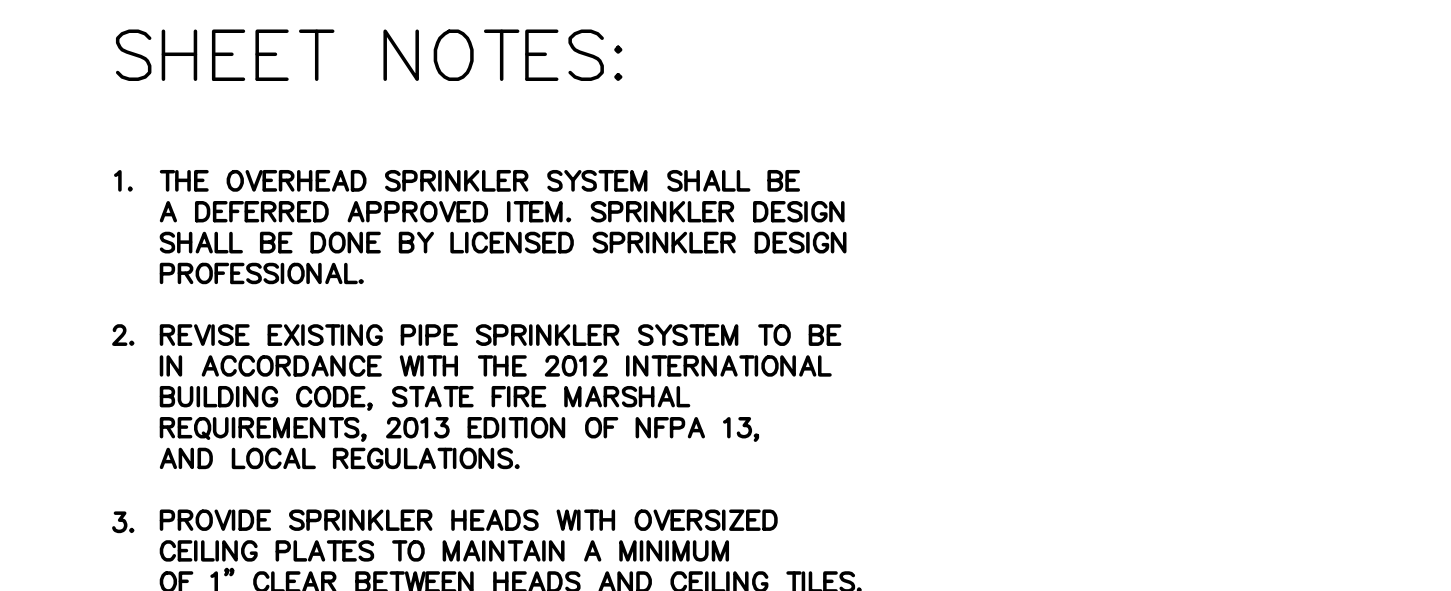 SHEET NOTES:
1. THE OVERHEAD SPRINKLER SYSTEM SHALL BE
A DEFERRED APPROVED ITEM. SPRINKLER DESIGN
SHALL BE DONE BY LICENSED SPRINKLER DESIGN
PROFESSIONAL.
2. REVISE EXISTING PIPE SPRINKLER SYSTEM TO BE
IN ACCORDANCE WITH THE 2012 INTERNATIONAL
BUILDING CODE, STATE FIRE MARSHAL
REQUIREMENTS, 2013 EDITION OF NFPA 13,
AND LOCAL REGULATIONS.
3. PROVIDE SPRINKLER HEADS WITH OVERSIZED
CEILING PLATES TO MAINTAIN A MINIMUM
OF 1” CLEAR BETWEEN HEADS AND CEILING TILES.